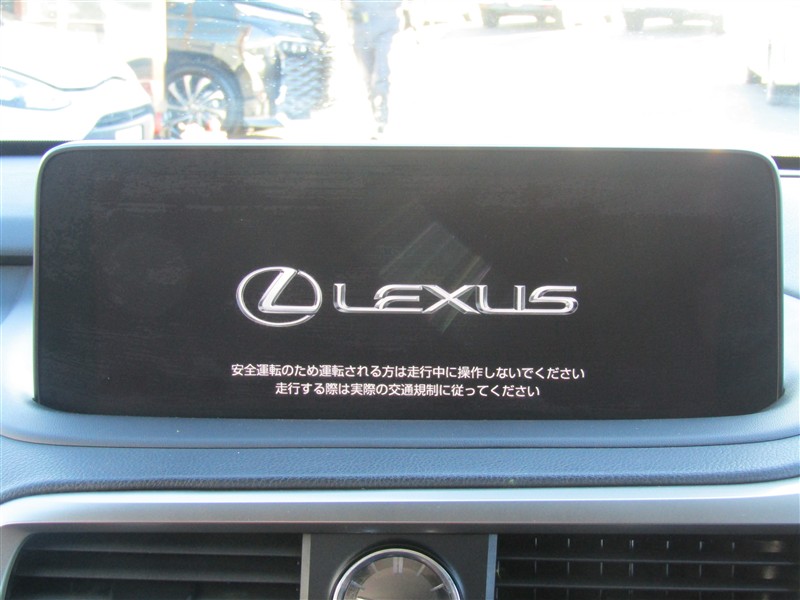 LEXUS
安全運転のため運転される方は走行中に操作しないでください
走行する際は実際の交通規制に従ってください